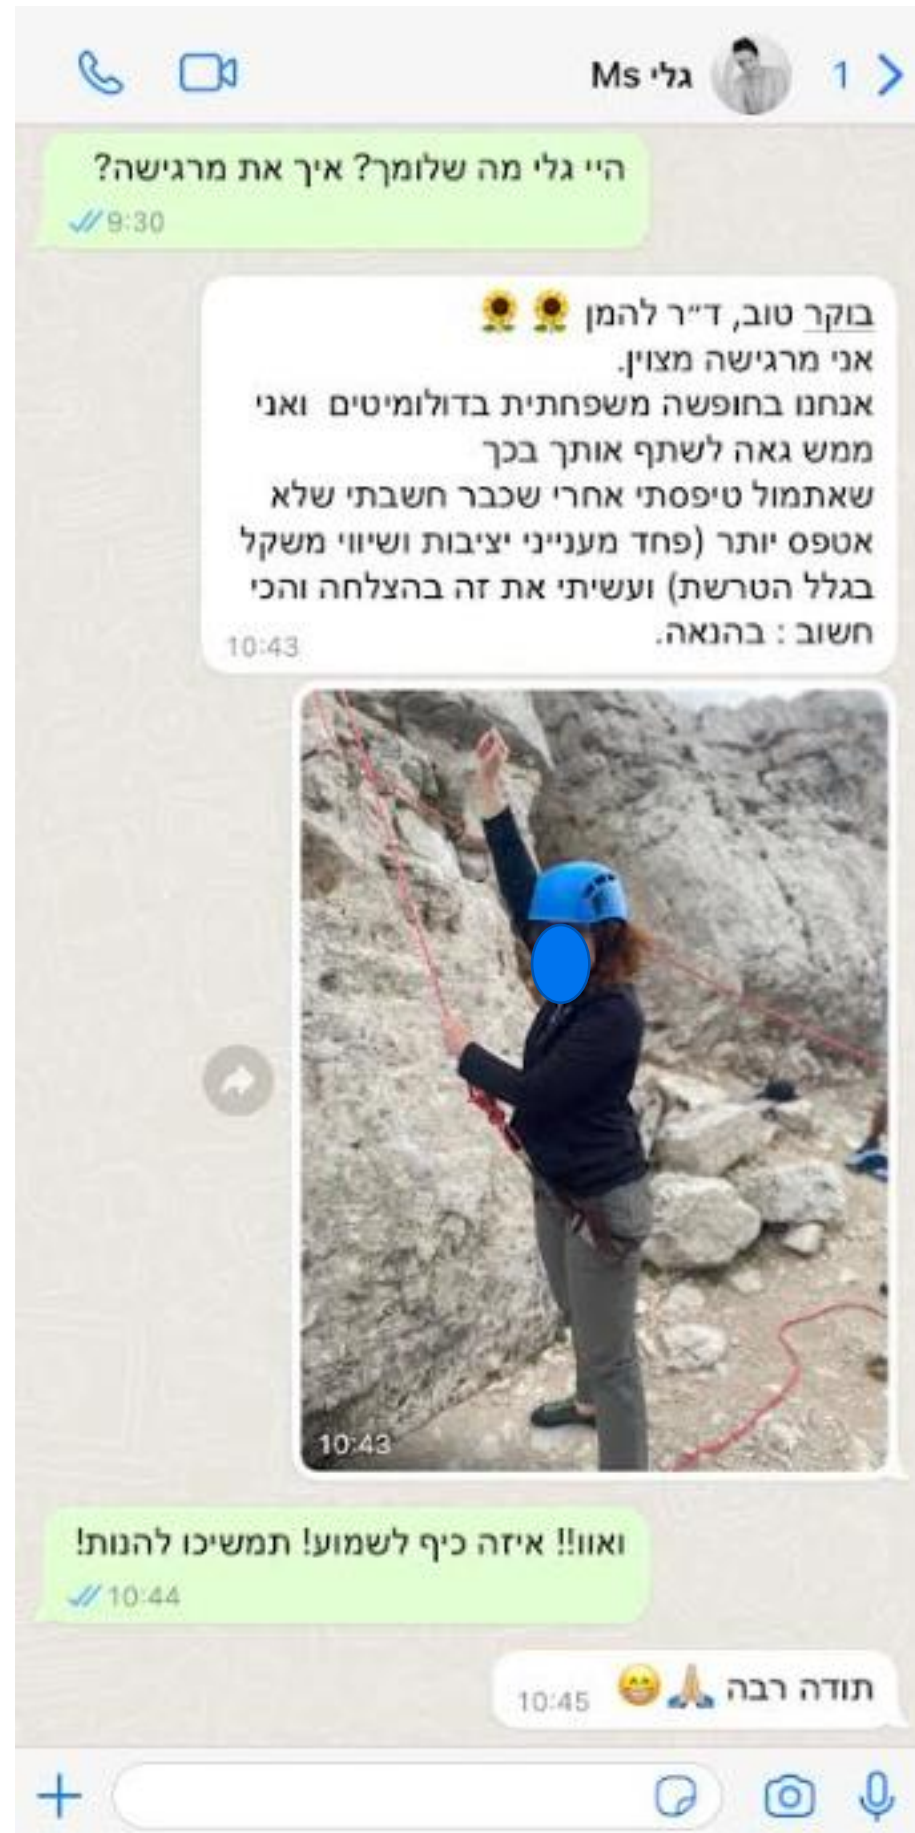 גלי Ms
1
היי גלי מה שלומך? איך את מרגישה?
9:30
בוקר טוב, ד״ר להמן 🌻 🌻
אני מרגישה מצוין.
אנחנו בחופשה משפחתית בדולומיטים ואני
ממש גאה לשתף אותך בכך
שאתמול טיפסתי אחרי שכבר חשבתי שלא
אטפס יותר (פחד מענייני יציבות ושיווי משקל
בגלל הטרשת) ועשיתי את זה בהצלחה והכי
חשוב : בהנאה.
10:43
10:43
ואוו!! איזה כיף לשמוע! תמשיכו להנות!
10:44
תודה רבה 🙏🏼😁
10:45